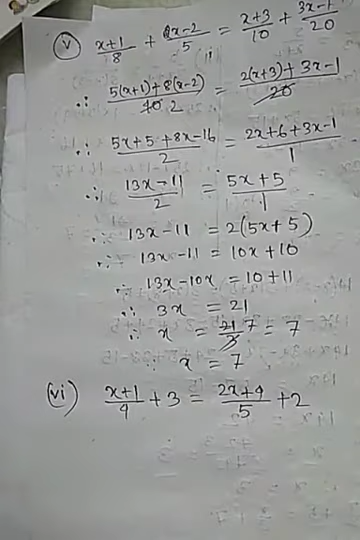 (v) (x+1)/8 + (x-2)/5 = (x+3)/10 + (3x-1)/20
∴ (5(x+1)+8(x-2))/(40 2) = (2(x+3)+3x-1)/20
∴ (5x+5+8x-16)/2 = (2x+6+3x-1)/1
∴ (13x-11)/2 = (5x+5)/1
∴ 13x-11 = 2(5x+5)
∴ 13x-11 = 10x+10
∴ 13x-10x = 10+11
∴ 3x = 21
∴ x = 21/3 7 = 7
∴ x = 7
(vi) (x+1)/4 + 3 = (2x+4)/5 + 2